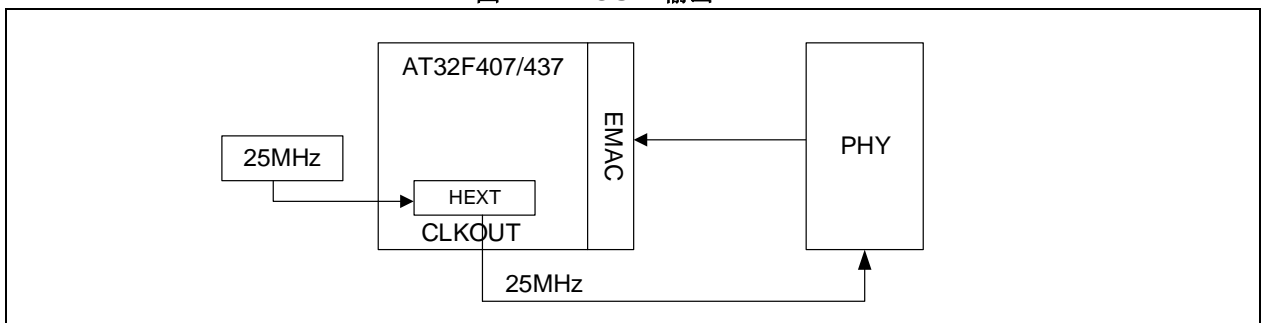 AT32F407/437
EMAC
PHY
25MHz
HEXT
CLKOUT
25MHz